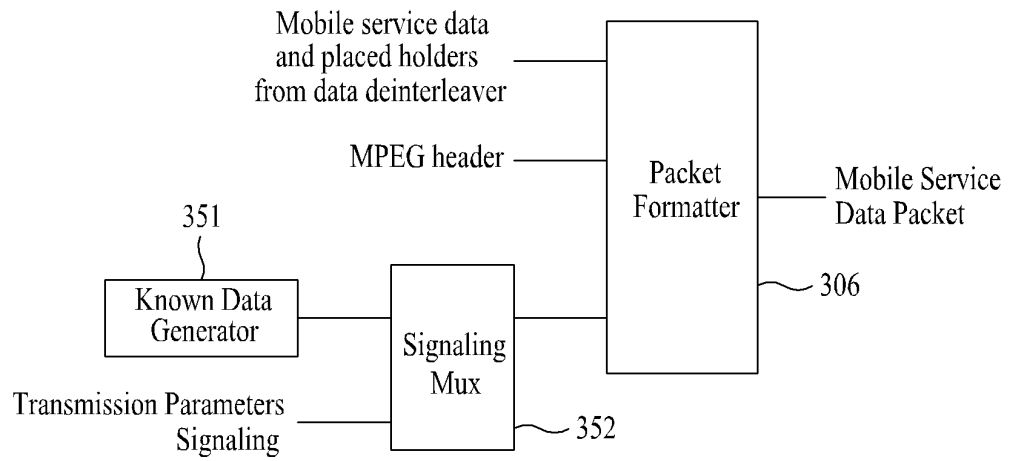 Mobile service data
and placed holders
from data deinterleaver
MPEG header
Packet
Formatter
Mobile Service
Data Packet
306
351
Known Data
Generator
Signaling
Mux
Transmission Parameters
Signaling
352